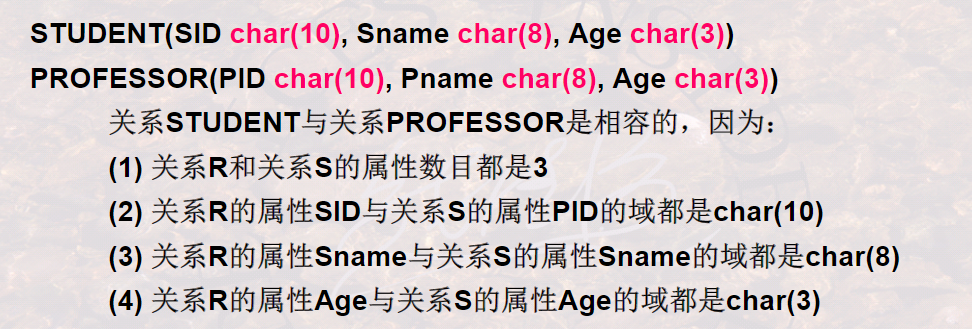 STUDENT(SID char(10), Sname char(8), Age char(3))
PROFESSOR(PID char(10), Pname char(8), Age char(3))
关系STUDENT与关系PROFESSOR是相容的，因为：
(1) 关系R和关系S的属性数目都是3
(2) 关系R的属性SID与关系S的属性PID的域都是char(10)
(3) 关系R的属性Sname与关系S的属性Sname的域都是char(8)
(4) 关系R的属性Age与关系S的属性Age的域都是char(3)